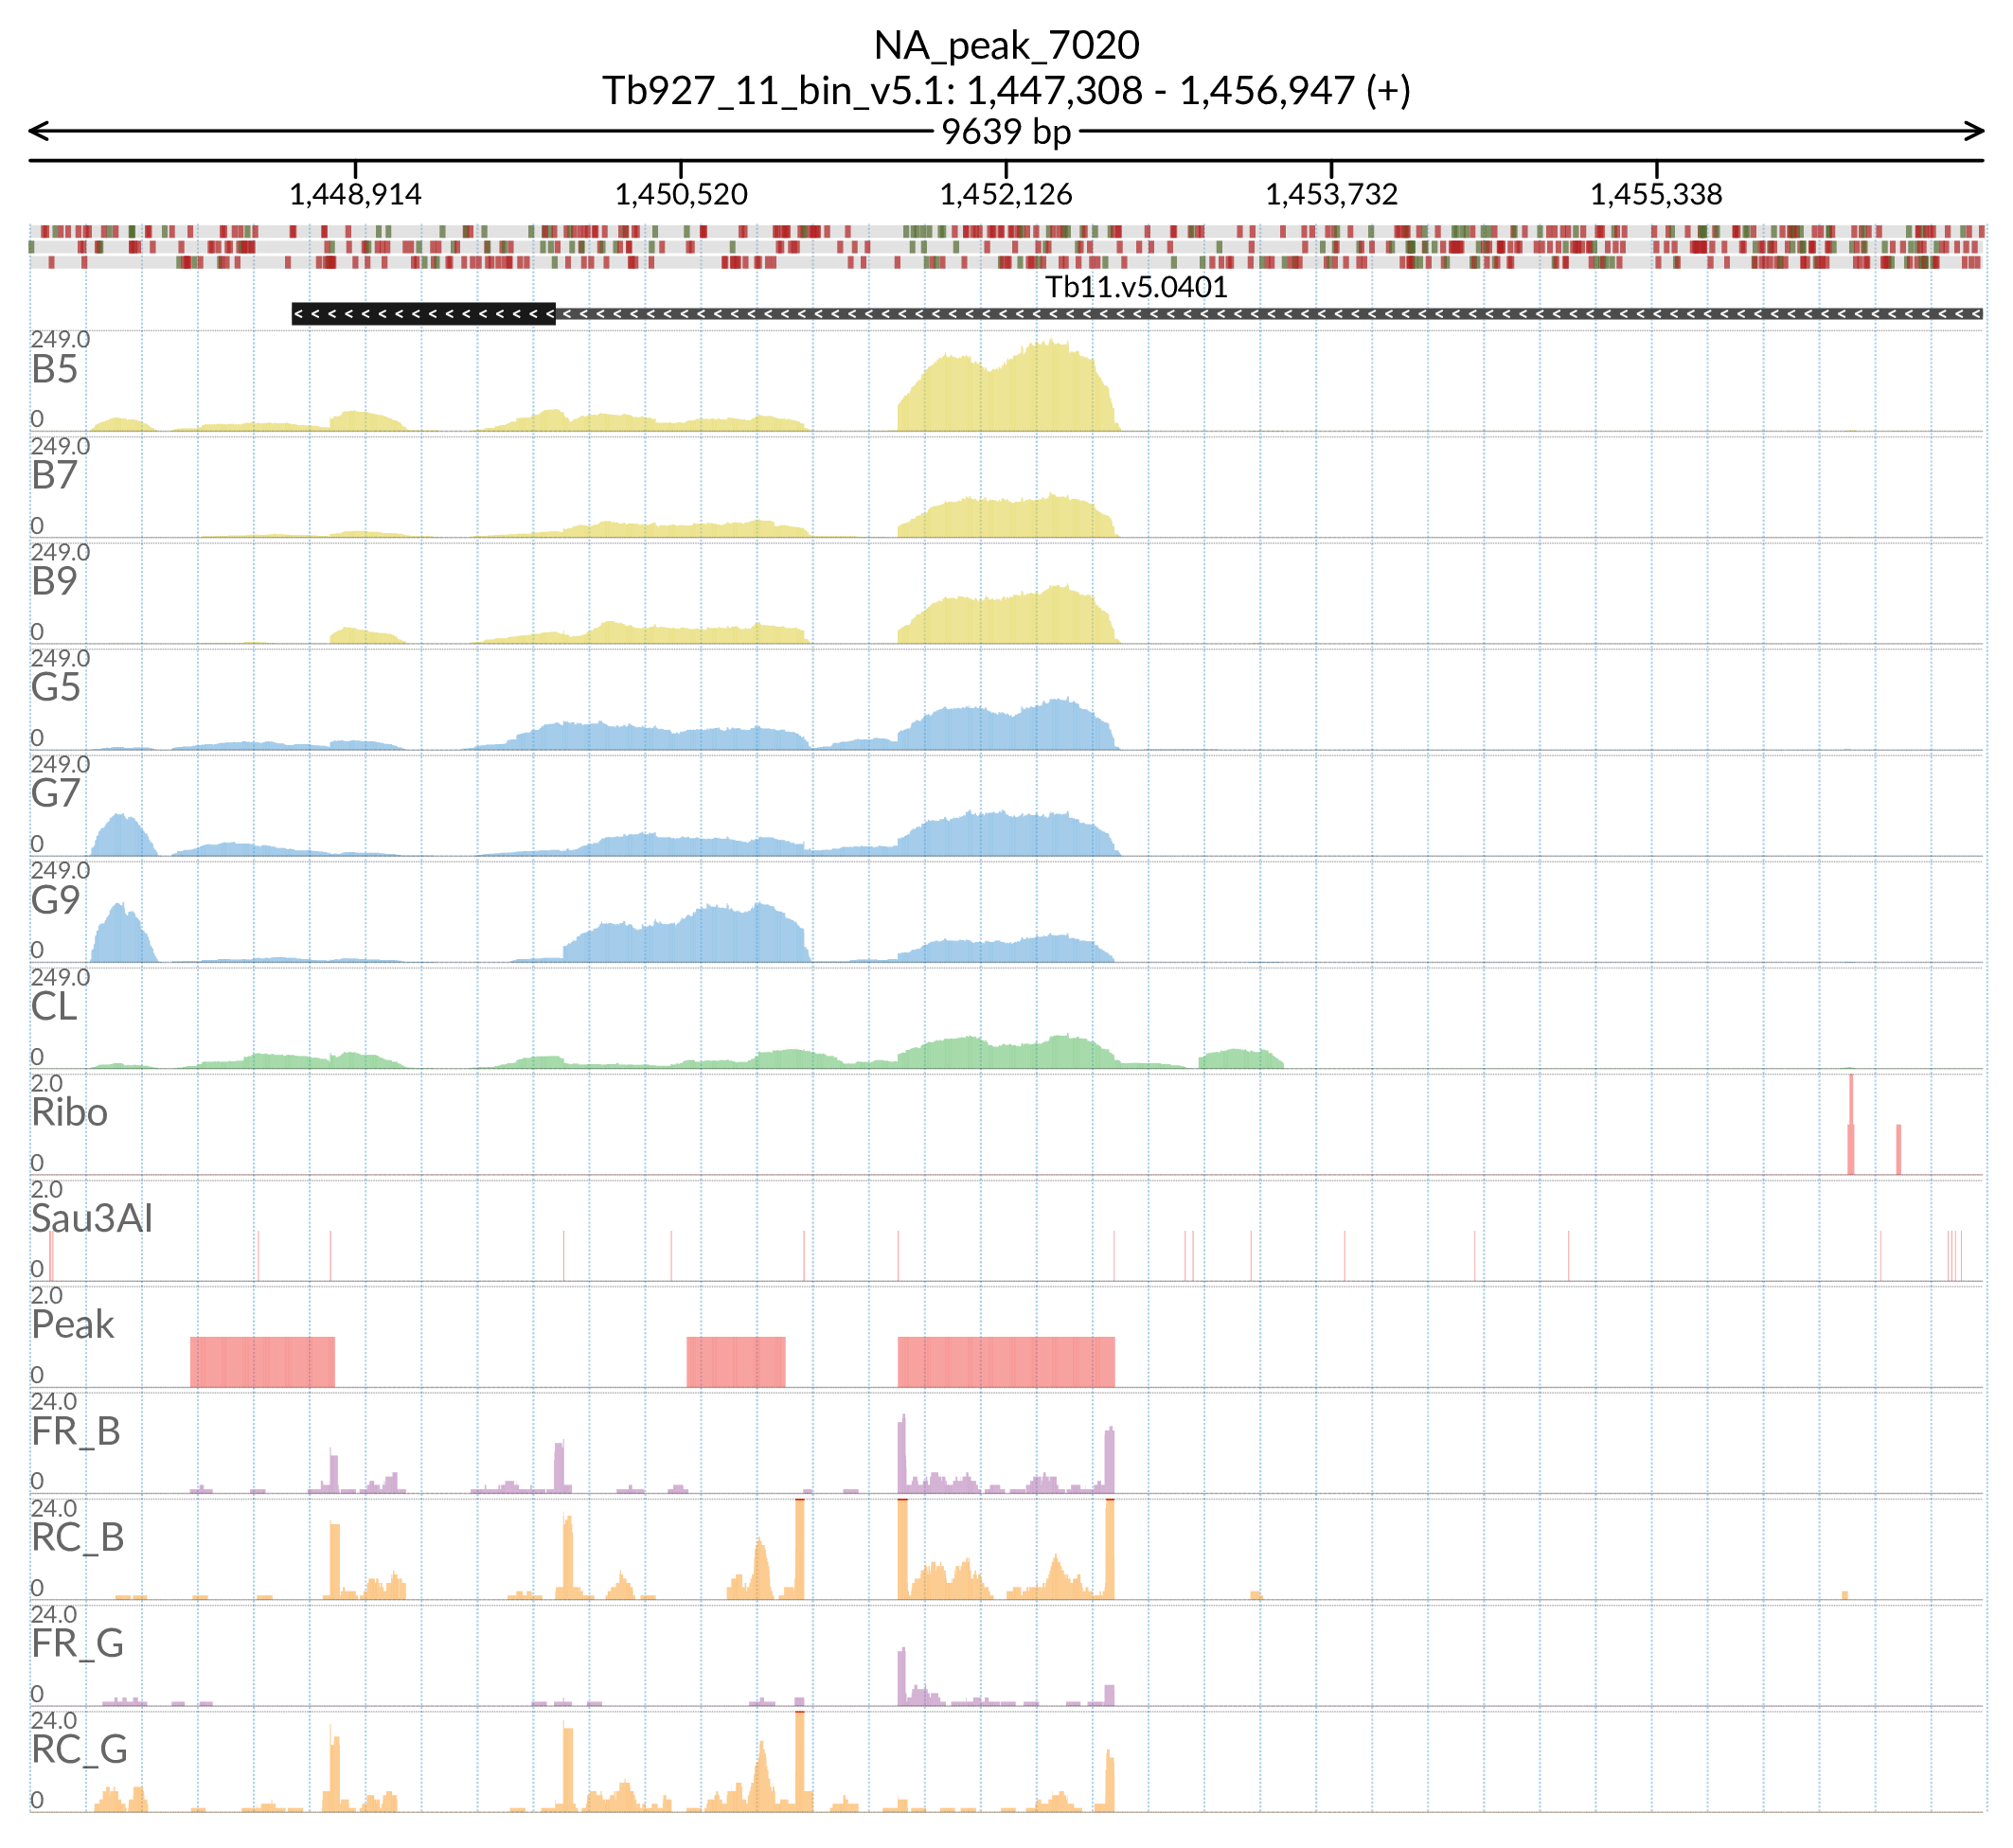 NA_peak_7020
Tb927_11_bin_v5.1: 1,447,308 - 1,456,947 (+)
9639 bp
1,448,914 1,450,520 1,452,126 1,453,732 1,455,338
Tb11.v5.0401
249.0
B5
0
249.0
B7
0
249.0
B9
0
249.0
G5
0
249.0
G7
0
249.0
G9
0
249.0
CL
0
2.0
Ribo
0
2.0
Sau3AI
0
2.0
Peak
0
24.0
FR_B
0
24.0
RC_B
0
24.0
FR_G
0
24.0
RC_G
0